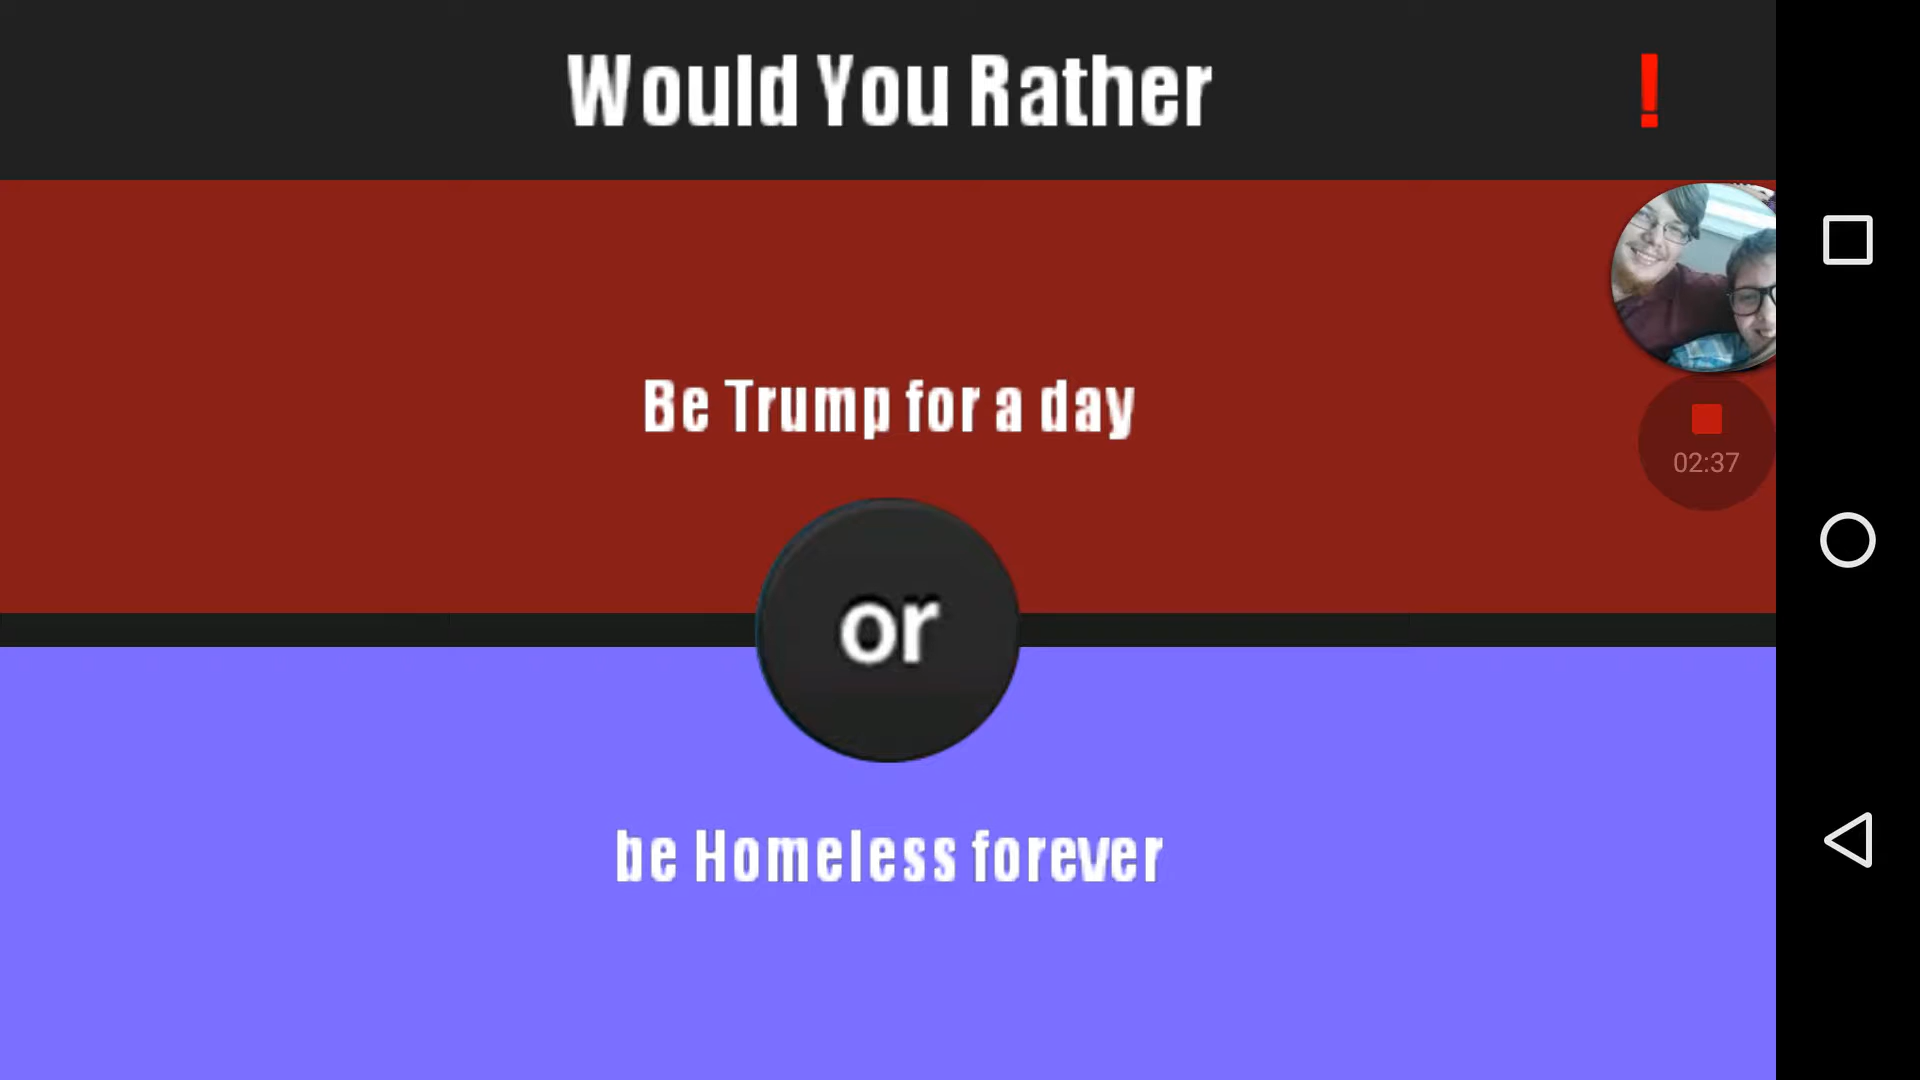 Would You Rather
!
Be Trump for a day
02:37
or
be Homeless forever